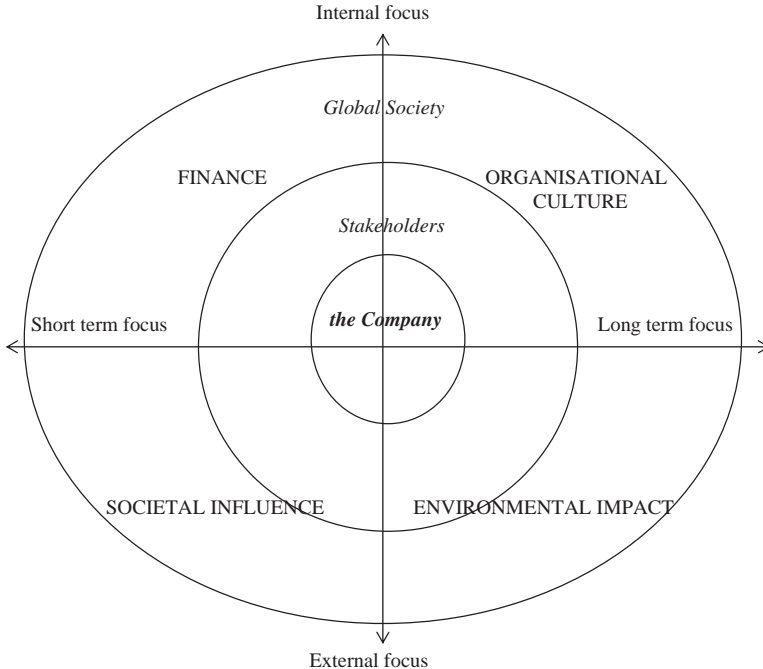 Internal focus
Global Society
FINANCE
ORGANISATIONAL
CULTURE
Stakeholders
the Company
Short term focus
Long term focus
SOCIETAL INFLUENCE
ENVIRONMENTAL IMPACT
External focus